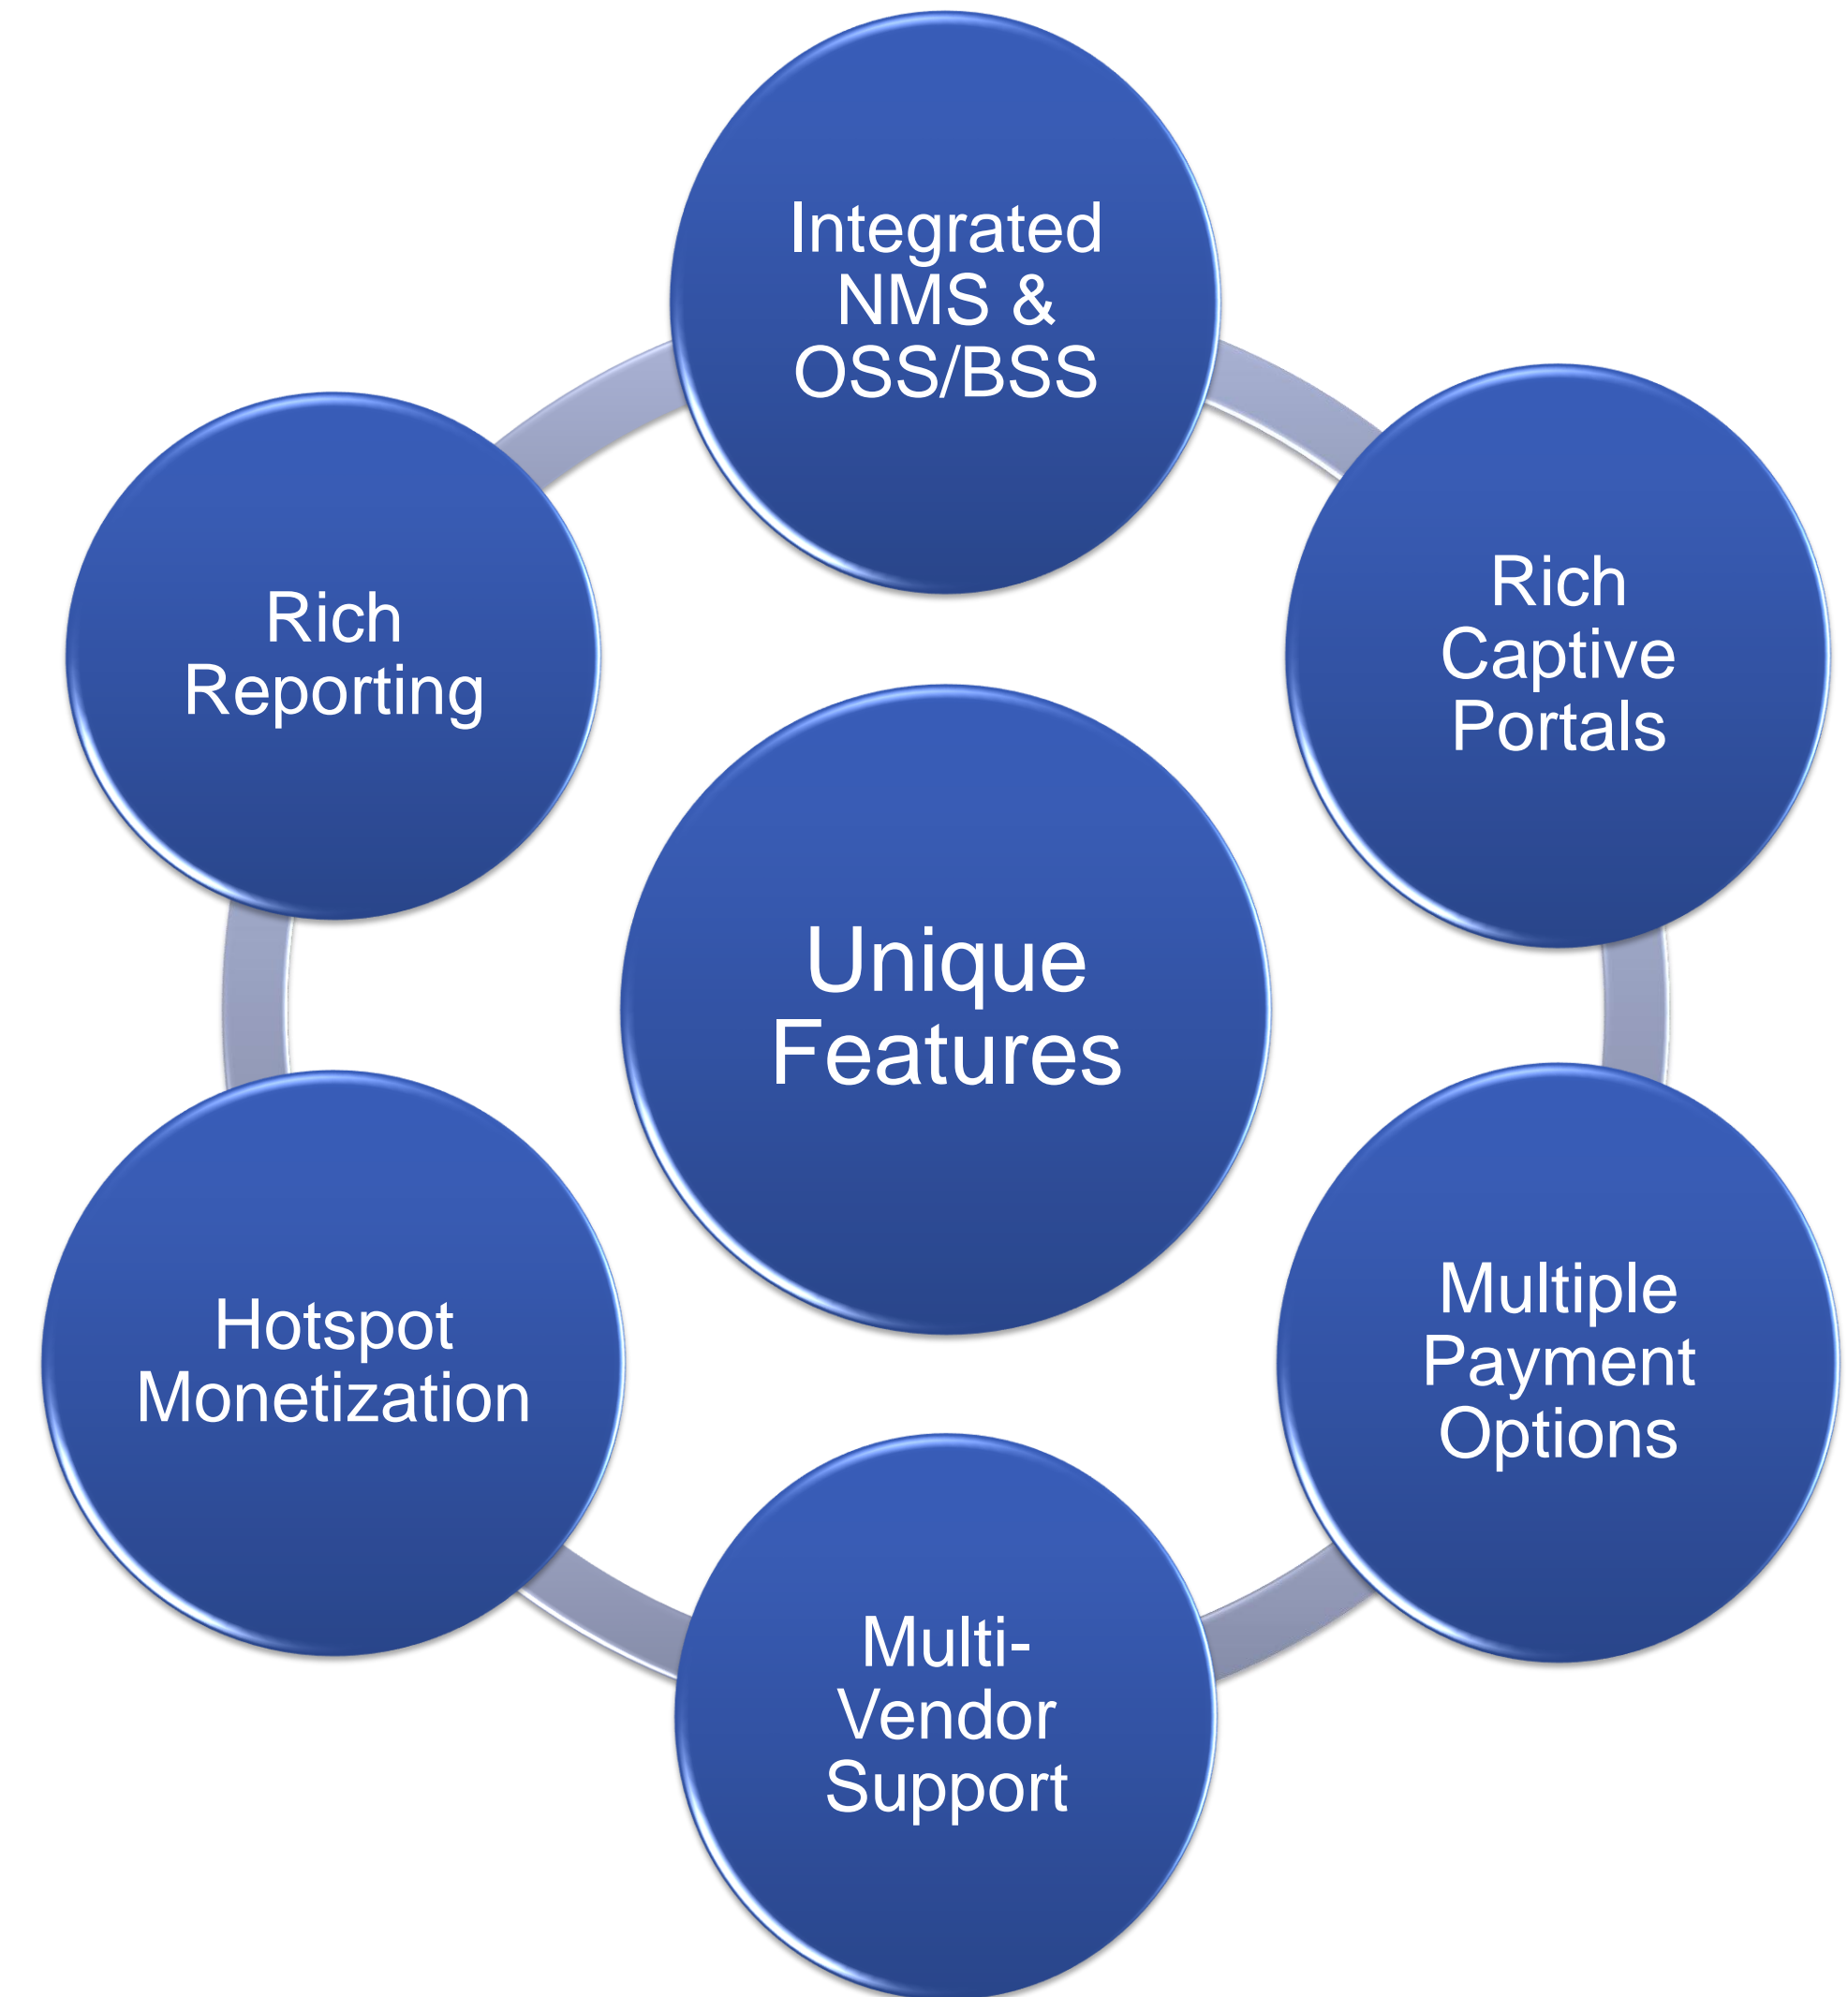 Integrated
NMS &
OSS/BSS
Rich
Captive
Portals
Multiple
Payment
Options
Multi-
Vendor
Support
Hotspot
Monetization
Rich
Reporting
Unique
Features